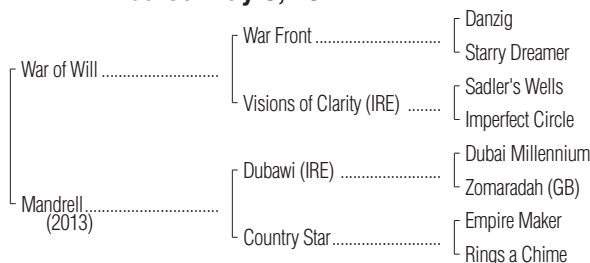 War of Will
War Front
Danzig
Starry Dreamer
Visions of Clarity (IRE)
Sadler's Wells
Imperfect Circle
Mandrell
(2013)
Dubawi (IRE)
Dubai Millennium
Zomaradah (GB)
Country Star
Empire Maker
Rings a Chime